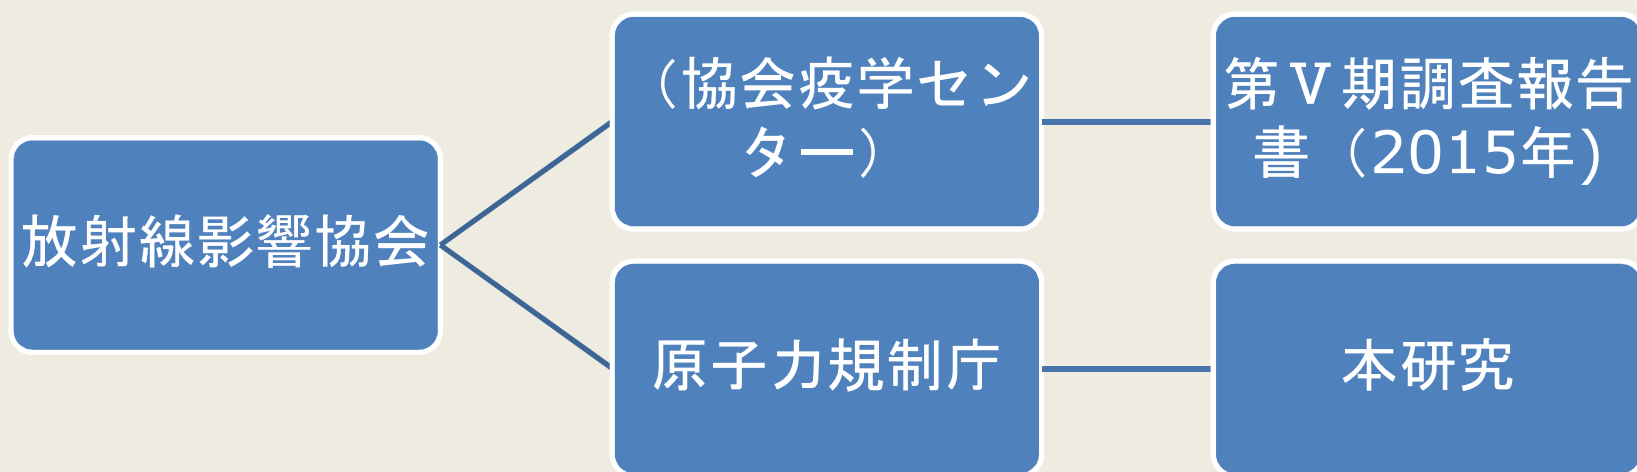 放射線影響協会
（協会疫学セン
ター）
第Ⅴ期調査報告
書（2015年)
原子力規制庁
本研究